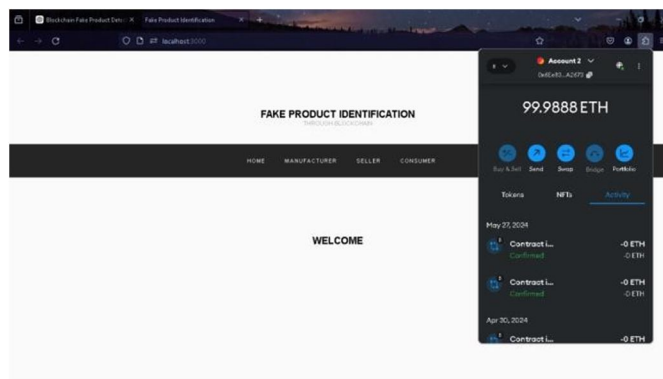 Blockchain Fake Product Detec
Fake Product Identification
localhost:3000
Account 2
99.9888 ETH
Buy & Sell Send Swap Bridge Portfolio
Tokens NFTs Activity
May 27, 2024
Contract i... -0 ETH
Confirmed -0 ETH
Contract i... -0 ETH
Confirmed -0 ETH
Apr 30, 2024
Contract i... -0 ETH
FAKE PRODUCT IDENTIFICATION
THROUGH BLOCKCHAIN
HOME MANUFACTURER SELLER CONSUMER
WELCOME